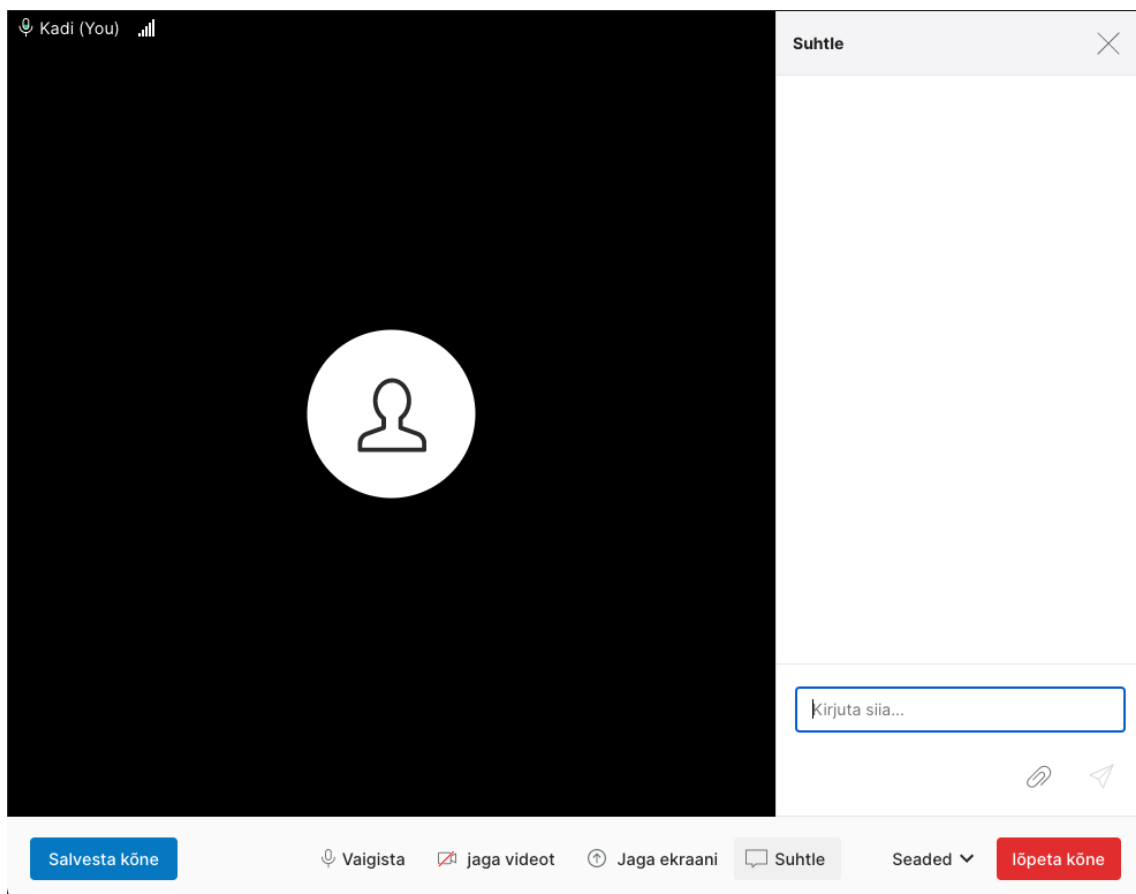 Kadi (You)
Suhtle
Kirjuta siia...
Salvesta kõne
Vaigista
jaga videot
Jaga ekraani
Suhtle
Seaded
lõpeta kõne